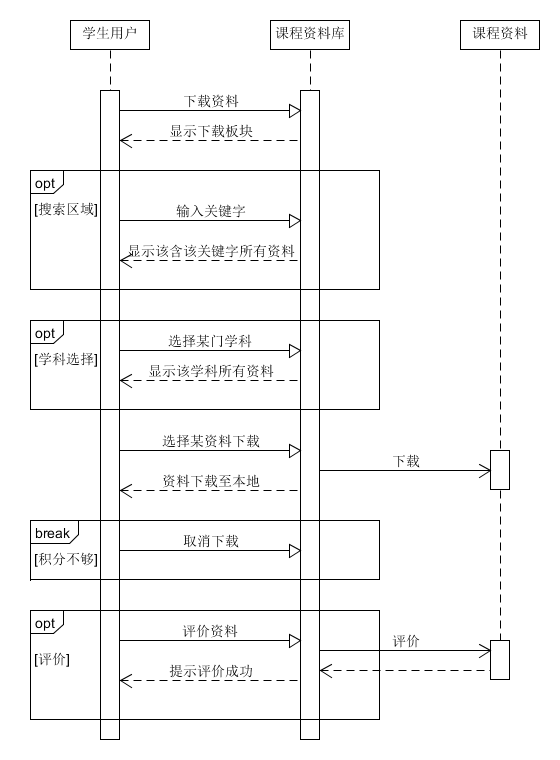 学生用户
课程资料库
课程资料
下载资料
显示下载板块
opt
[搜索区域]
输入关键字
显示该含该关键字所有资料
opt
选择某门学科
[学科选择]
显示该学科所有资料
选择某资料下载
下载
资料下载至本地
break
取消下载
[积分不够]
opt
评价资料
评价
[评价]
提示评价成功